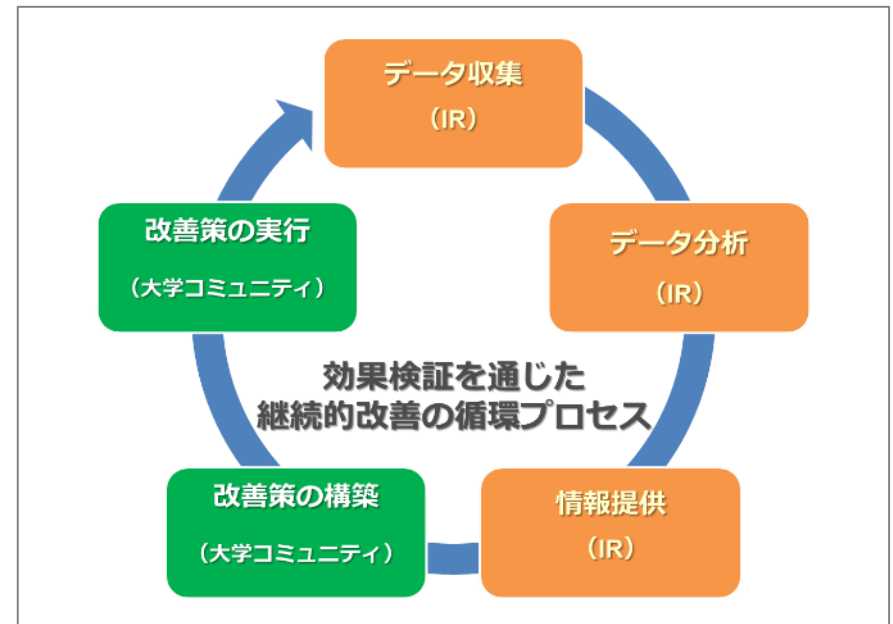 データ収集
（IR）
データ分析
（IR）
情報提供
（IR）
改善策の構築
（大学コミュニティ）
改善策の実行
（大学コミュニティ）
効果検証を通じた
継続的改善の循環プロセス